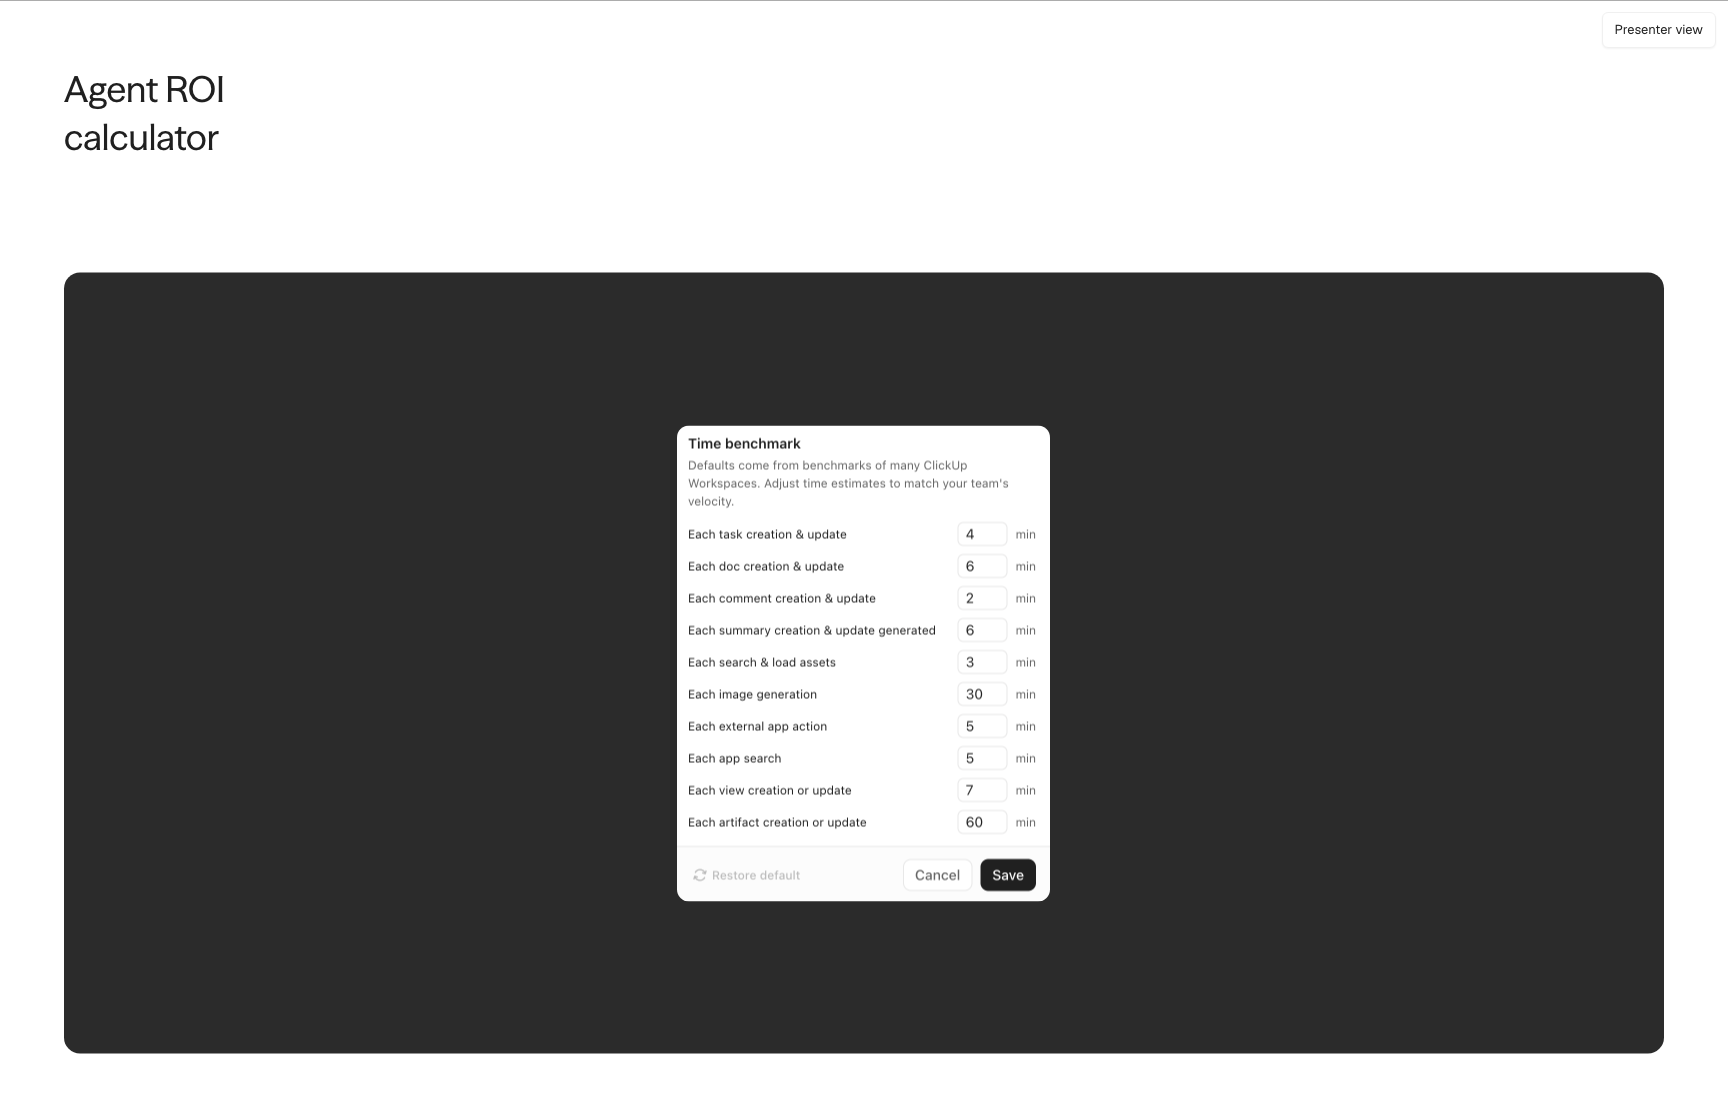 Presenter view
Agent ROI
calculator
Time benchmark
Defaults come from benchmarks of many ClickUp
Workspaces. Adjust time estimates to match your team's
velocity.
Each task creation & update 4 min
Each doc creation & update 6 min
Each comment creation & update 2 min
Each summary creation & update generated 6 min
Each search & load assets 3 min
Each image generation 30 min
Each external app action 5 min
Each app search 5 min
Each view creation or update 7 min
Each artifact creation or update 60 min
Restore default Cancel Save